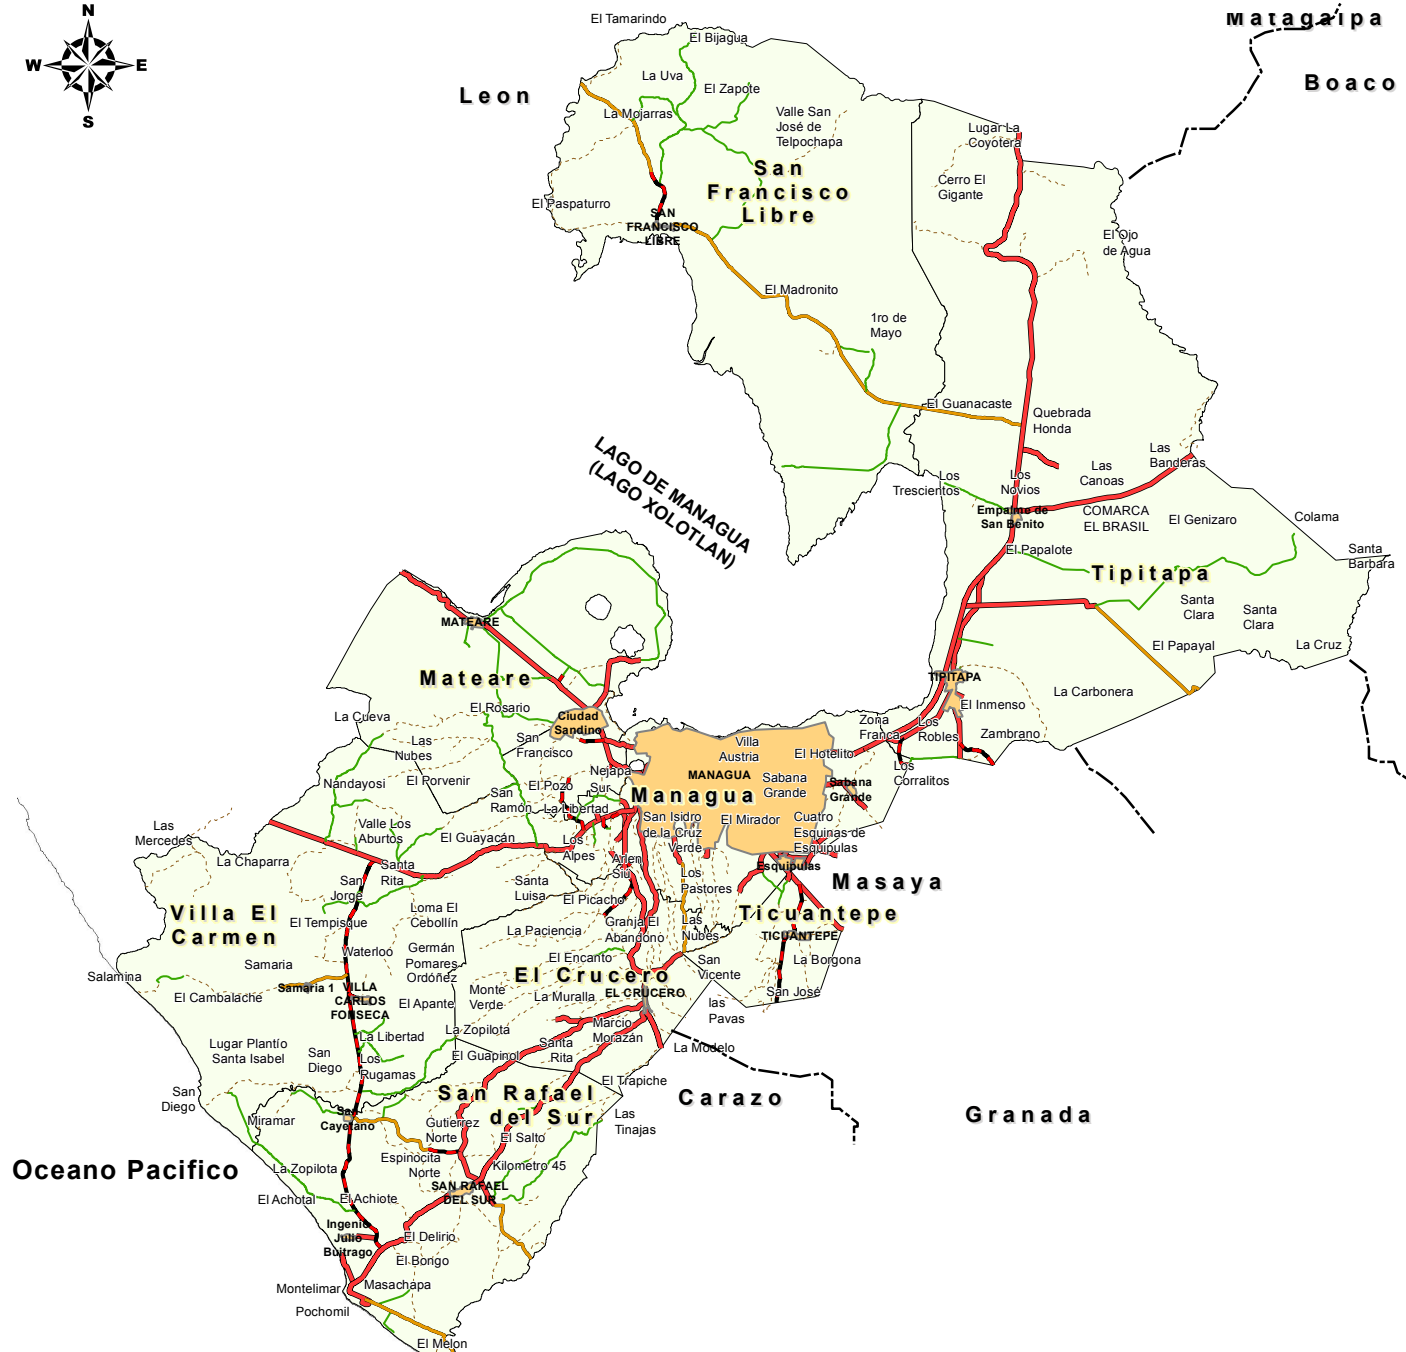 N
W
E
S
Matagalpa
Boaco
Leon
El Tamarindo
El Bijagua
La Uva
El Zapote
La Mojarras
Valle San
José de
Telpochapa
Lugar La
Coyotera
San
Francisco
Libre
Cerro El
Gigante
El Paspaturro
SAN
FRANCISCO
LIBRE
El Ojo
de Agua
El Madronito
1ro de
Mayo
El Guanacaste
Quebrada
Honda
LAGO DE MANAGUA
(LAGO XOLOTLAN)
Las
Banderas
Las
Canoas
Los
Trescientos
Los
Novios
Empalme de
San Benito
COMARCA
EL BRASIL
El Genizaro
Colama
El Papalote
Santa
Barbara
Tipitapa
Santa
Clara
Santa
Clara
El Papayal
La Cruz
MATEARE
Mateare
TIPITAPA
La Carbonera
El Inmenso
El Rosario
La Cueva
Ciudad
Sandino
Zona
Franca
Los
Robles
Zambrano
Las
Nubes
San
Francisco
Villa
Austria
El Hotelito
Los
Corralitos
Nandayosi
El Porvenir
Nejapa
MANAGUA
Sabana
Grande
Sabana
Grande
El Pozo
Sur
San
Ramón
La Libertad
Managua
Las
Mercedes
Valle Los
Aburtos
El Guayacán
San Isidro
de la Cruz
Verde
El Mirador
Cuatro
Esquinas de
Esquipulas
Los
Alpes
La Chaparra
Santa
Rita
Arlen
Siu
Esquipulas
San
Jorge
Santa
Luisa
Los
Pastores
Masaya
El Picacho
Villa El
Carmen
El Tempisque
Loma El
Cebollín
Granja El
Abandono
Las
Nubes
Ticuantepe
La Paciencia
TICUANTEPE
Waterloo
Germán
Pomares
Ordóñez
El Encanto
San
Vicente
La Borgona
Salamina
Samaria
El Crucero
Samaria 1
VILLA
CARLOS
FONSECA
Monte
Verde
La Muralla
EL CRUCERO
San José
El Cambalache
El Apante
las
Pavas
La Zopilota
Marcio
Morazán
Lugar Plantío
Santa Isabel
La Libertad
San
Diego
Los
Rugamas
El Guapinol
Santa
Rita
La Modelo
San
Diego
San Rafael
del Sur
El Trapiche
Carazo
Granada
Miramar
San
Cayetano
Gutierrez
Norte
El Salto
Las
Tinajas
Oceano Pacifico
Espinocita
Norte
Kilometro 45
La Zopilota
SAN RAFAEL
DEL SUR
El Achotal
El Achiote
Ingenio
Julio
Buitrago
El Delirio
El Bongo
Montelimar
Masachapa
Pochomil
El Melon